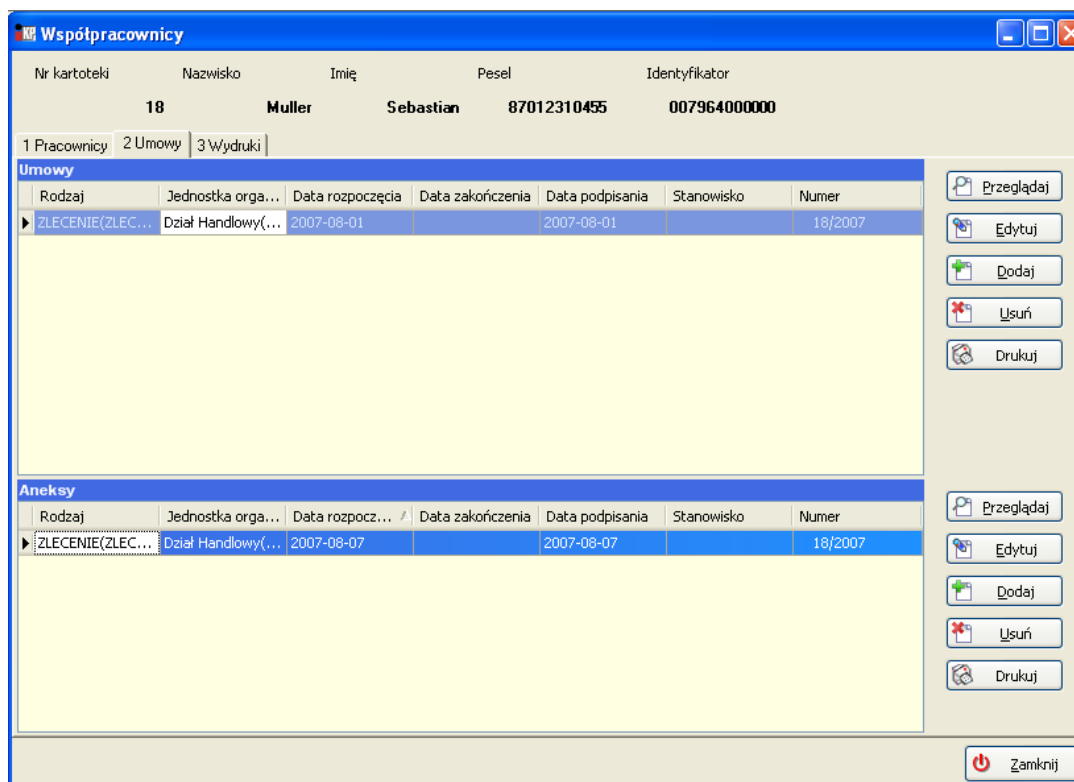 KP Współpracownicy
Nr kartoteki Nazwisko Imię Pesel Identyfikator
18 Muller Sebastian 87012310455 007964000000
1 Pracownicy 2 Umowy 3 Wydruki
Umowy
Rodzaj Jednostka orga... Data rozpoczęcia Data zakończenia Data podpisania Stanowisko Numer
ZLECENIE(ZLEC... Dział Handlowy(... 2007-08-01 2007-08-01 18/2007
Przeglądaj
Edytuj
Dodaj
Usuń
Drukuj
Aneksy
Rodzaj Jednostka orga... Data rozpocz... Data zakończenia Data podpisania Stanowisko Numer
ZLECENIE(ZLEC... Dział Handlowy(... 2007-08-07 2007-08-07 18/2007
Przeglądaj
Edytuj
Dodaj
Usuń
Drukuj
Zamknij